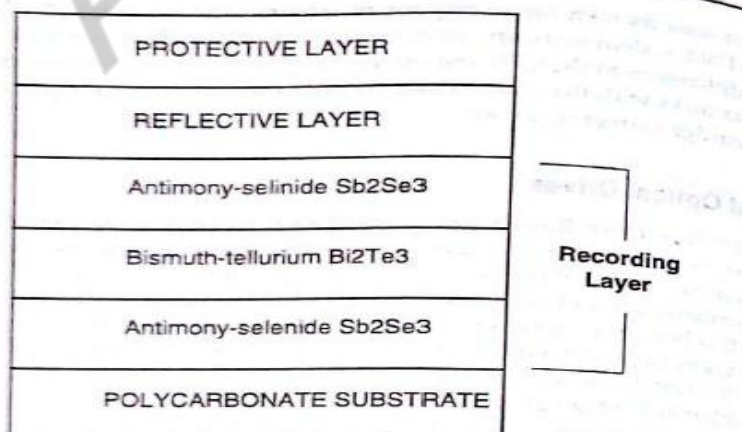 PROTECTIVE LAYER
REFLECTIVE LAYER
Antimony-selinide Sb2Se3
Bismuth-tellurium Bi2Te3
Antimony-selenide Sb2Se3
POLYCARBONATE SUBSTRATE
Recording
Layer